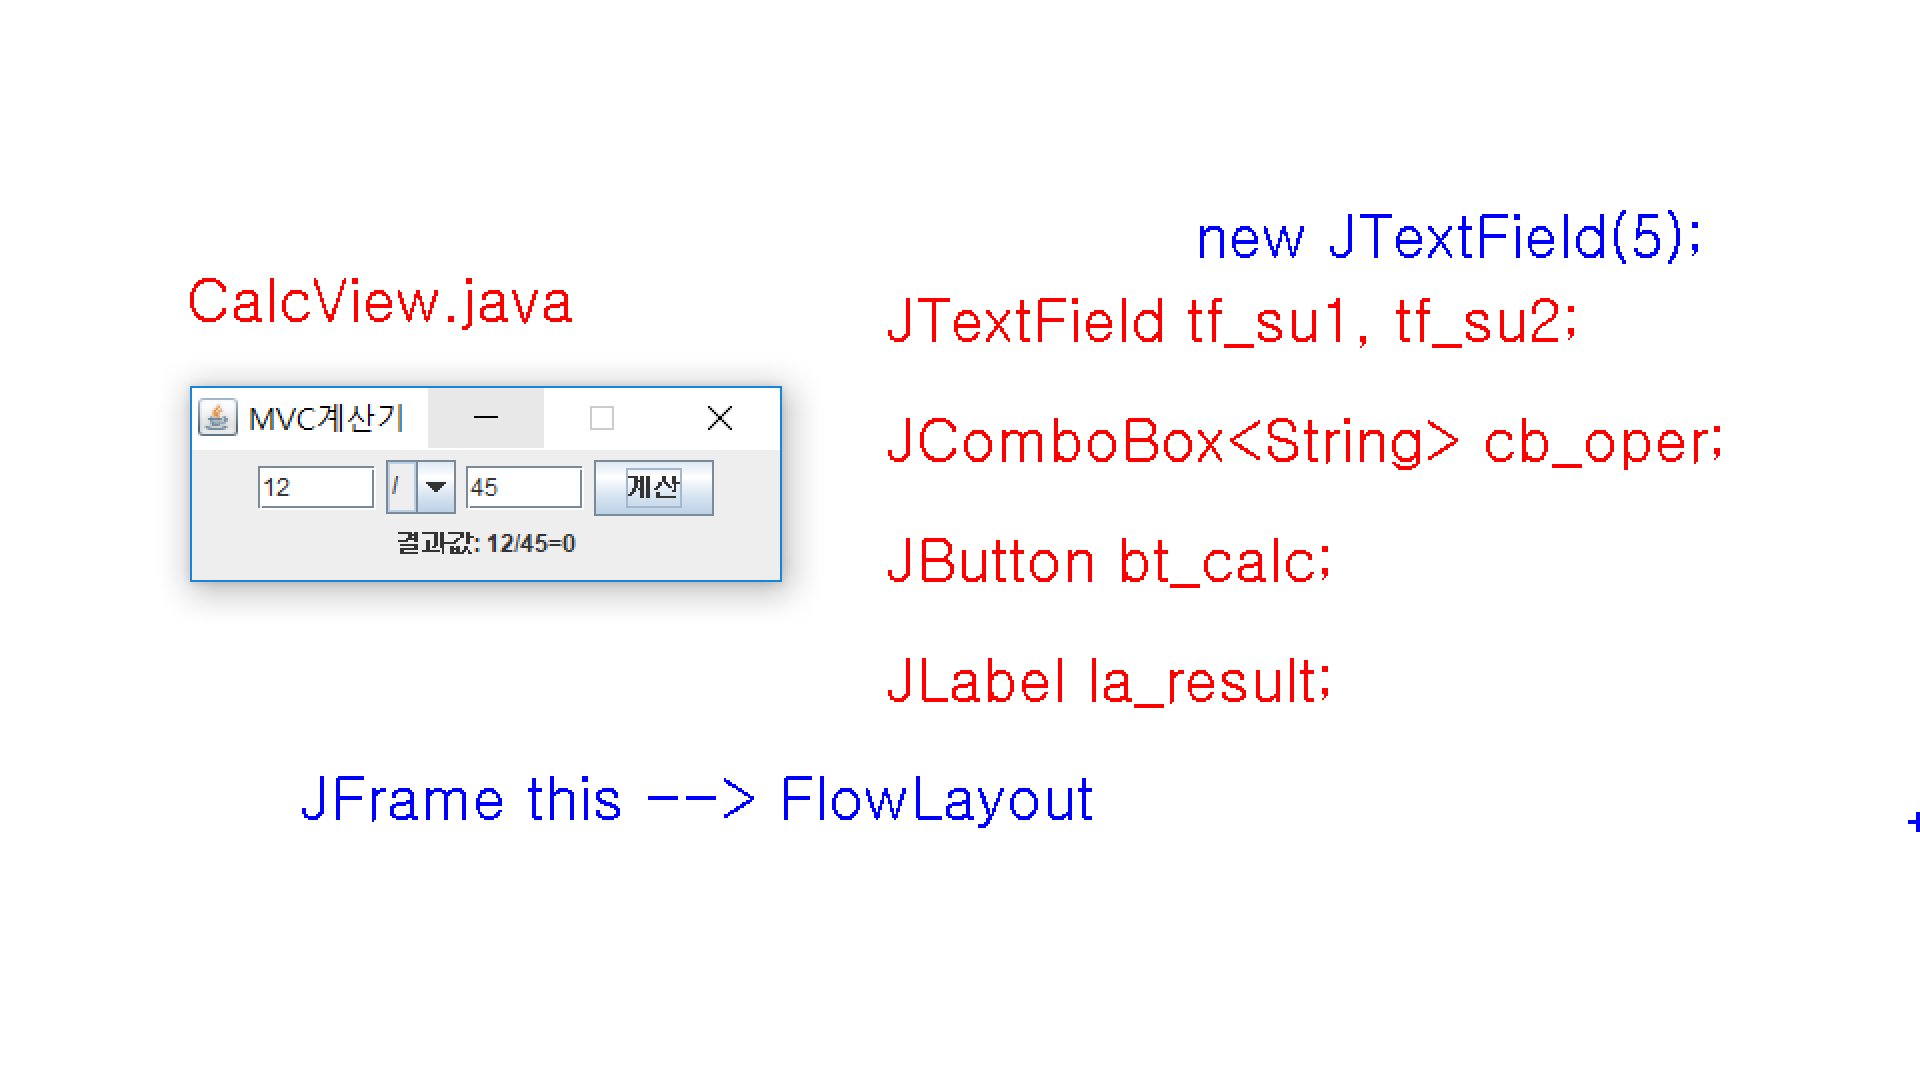 new JTextField(5);
CalcView.java
JTextField tf_su1, tf_su2;
MVC계산기
JComboBox<String> cb_oper;
12 / 45 계산
결과값: 12/45=0
JButton bt_calc;
JLabel la_result;
JFrame this --> FlowLayout